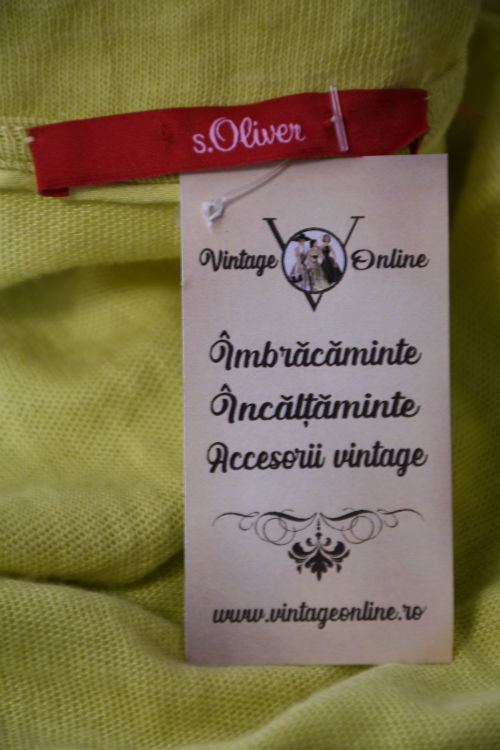 s.Oliver
Vintage Online
Îmbrăcăminte
Încălțăminte
Accesorii vintage
www.vintageonline.ro